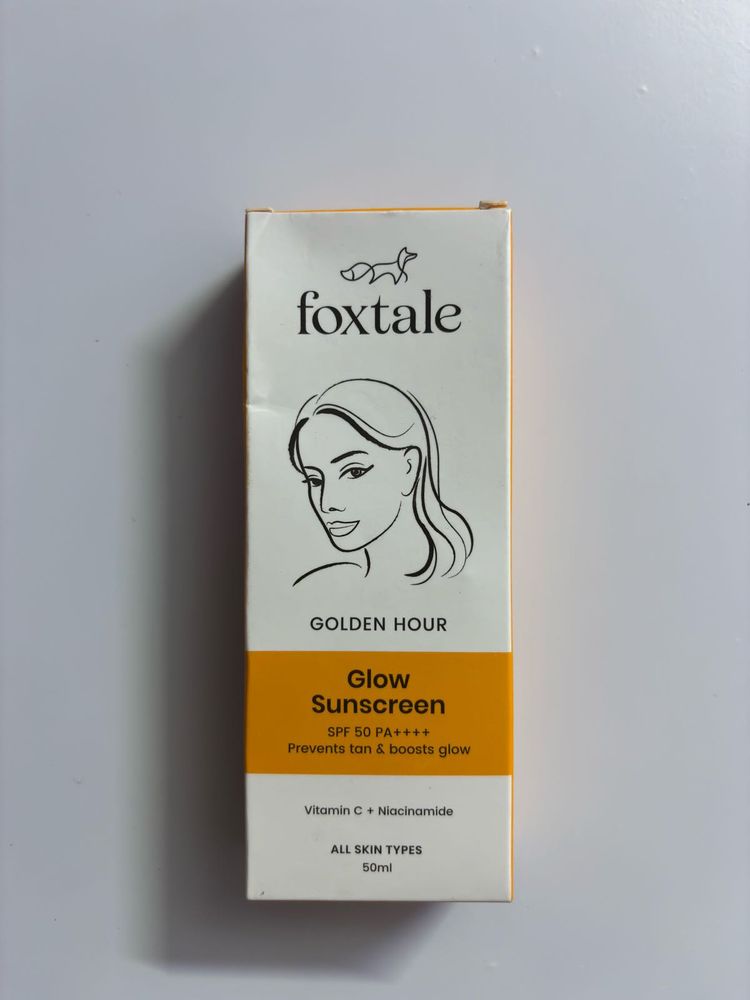 foxtale
GOLDEN HOUR
Glow
Sunscreen
SPF 50 PA++++
Prevents tan & boosts glow
Vitamin C + Niacinamide
ALL SKIN TYPES
50ml